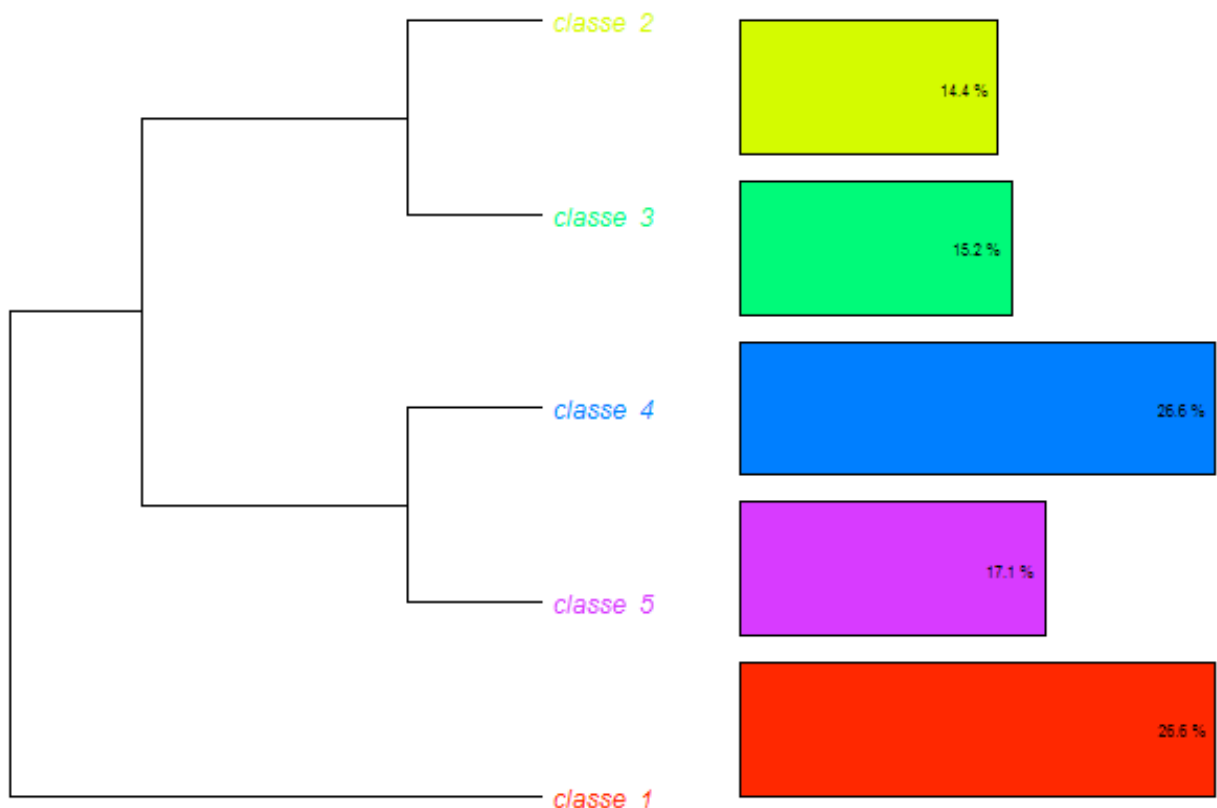 classe 2
14.4 %
classe 3
15.2 %
classe 4
26.6 %
classe 5
17.1 %
classe 1
26.6 %